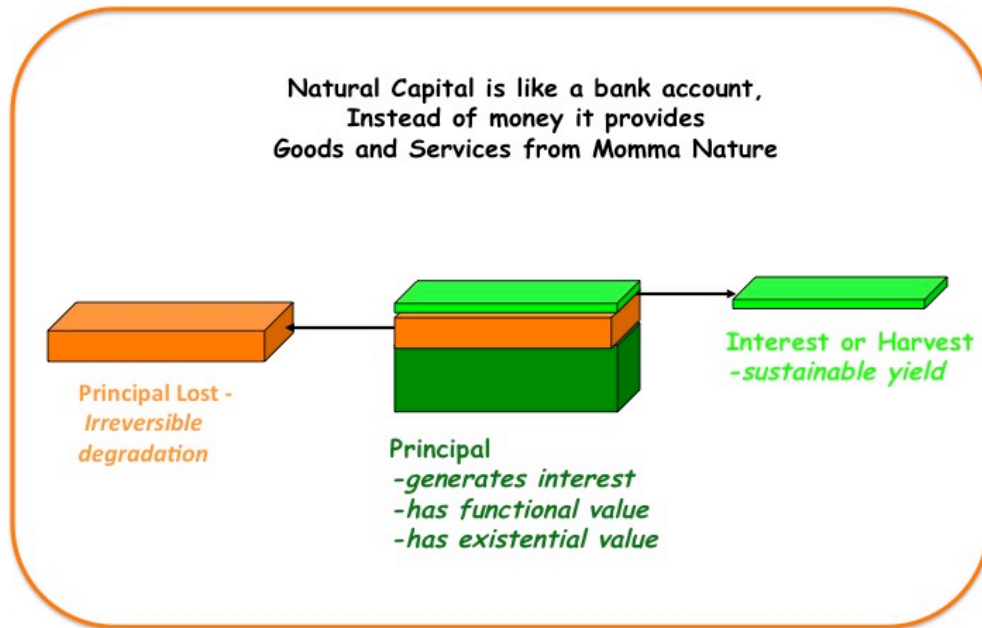 Natural Capital is like a bank account,
Instead of money it provides
Goods and Services from Momma Nature
Principal Lost -
Irreversible
degradation
Principal
-generates interest
-has functional value
-has existential value
Interest or Harvest
-sustainable yield